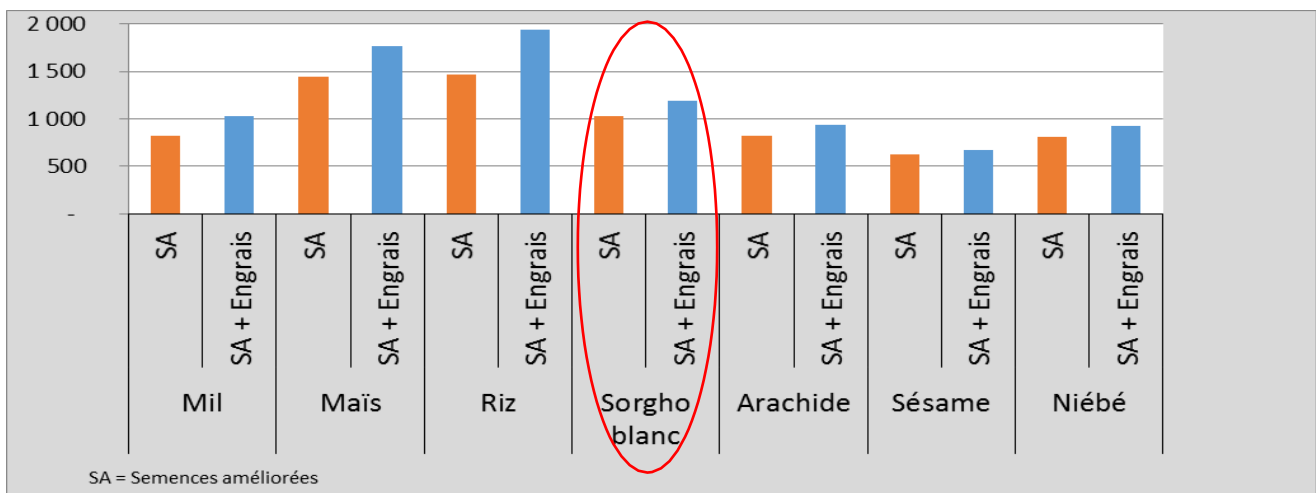 2 000
1 500
1 000
500
-
SA
SA + Engrais
SA
SA + Engrais
SA
SA + Engrais
SA
SA + Engrais
SA
SA + Engrais
SA
SA + Engrais
SA
SA + Engrais
Mil
Maïs
Riz
Sorgho
blanc
Arachide
Sésame
Niébé
SA = Semences améliorées